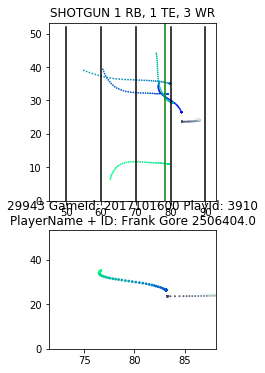 SHOTGUN 1 RB, 1 TE, 3 WR
50
40
30
20
10
0
50 60 70 80 90
29943 GameId: 2017101600 PlayId: 3910
PlayerName + ID: Frank Gore 2506404.0
40
20
0
75 80 85